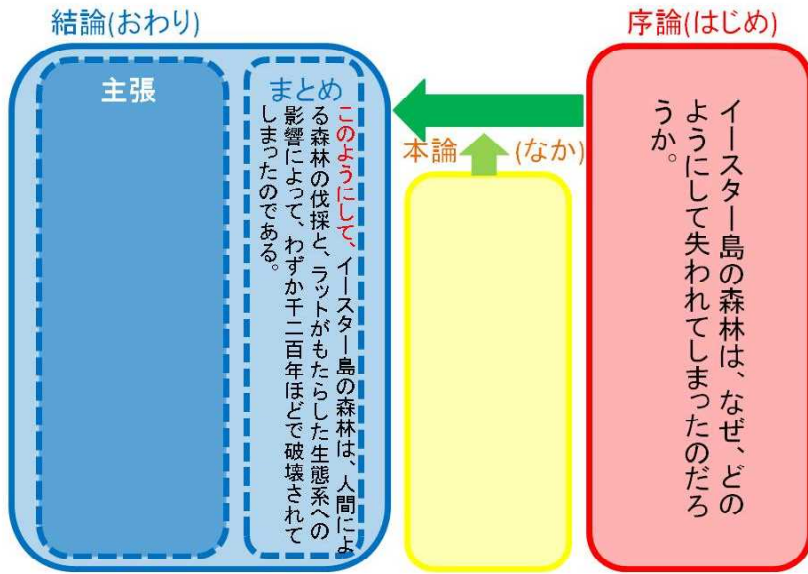 序論(はじめ)
イースター島の森林は、なぜ、どの
ようにして失われてしまったのだろ
うか。
本論 (なか)
結論(おわり)
まとめ
このようにして、イースター島の森林は、人間によ
る森林の伐採と、ラットがもたらした生態系への
影響によって、わずか千二百年ほどで破壊されて
しまったのである。
主張